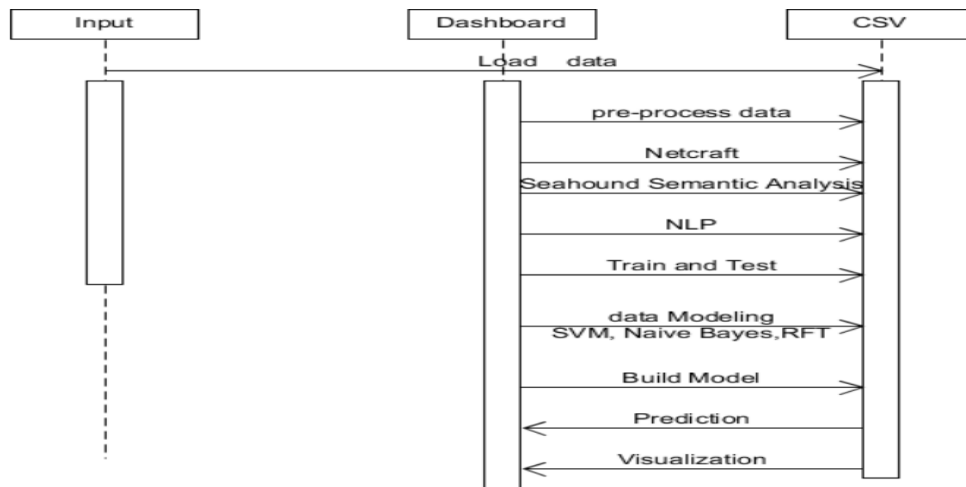 Input Dashboard CSV
Load data
pre-process data
Netcraft
Seahound Semantic Analysis
NLP
Train and Test
data Modeling
SVM, Naive Bayes,RFT
Build Model
Prediction
Visualization